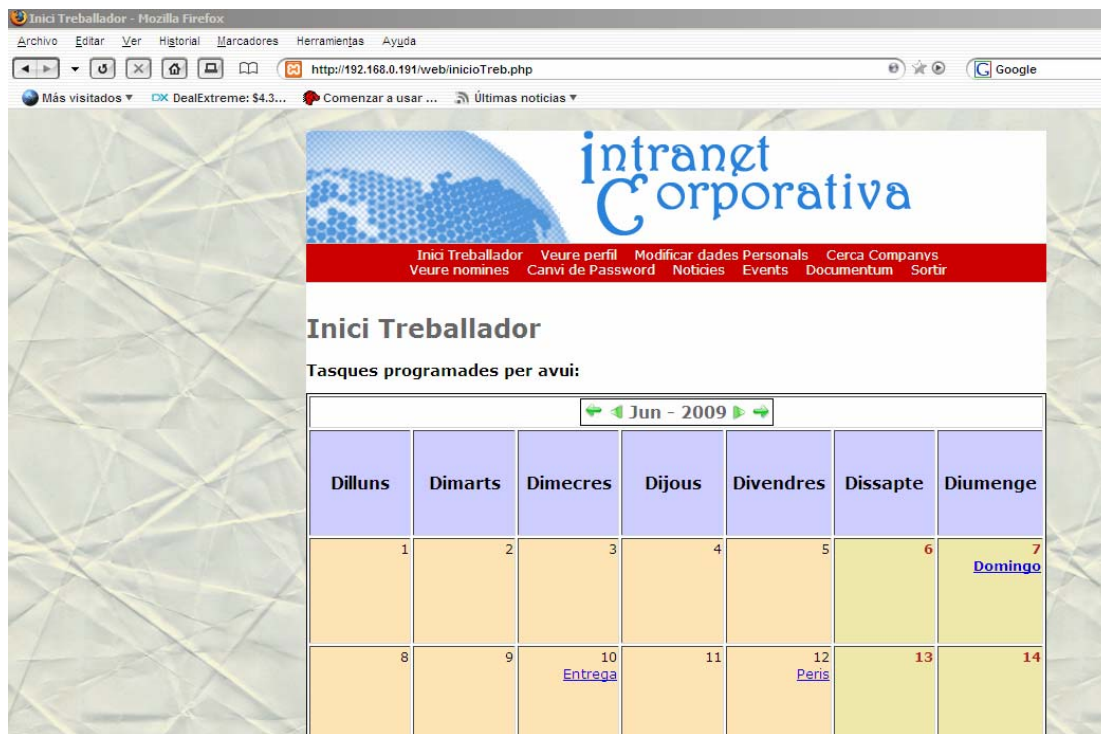 Inici Treballador - Mozilla Firefox
Archivo Editar Ver Historial Marcadores Herramientas Ayuda
http://192.168.0.191/web/inicioTreb.php Google
Más visitados DealExtreme: $4.3... Comenzar a usar ... Últimas noticias
intranet
Corporativa
Inici Treballador Veure perfil Modificar dades Personals Cerca Companys
Veure nomines Canvi de Password Noticies Events Documentum Sortir
Inici Treballador
Tasques programades per avui:
Jun - 2009
Dilluns Dimarts Dimecres Dijous Divendres Dissapte Diumenge
1 2 3 4 5 6 7
Domingo
8 9 10 11 12 13 14
Entrega Peris